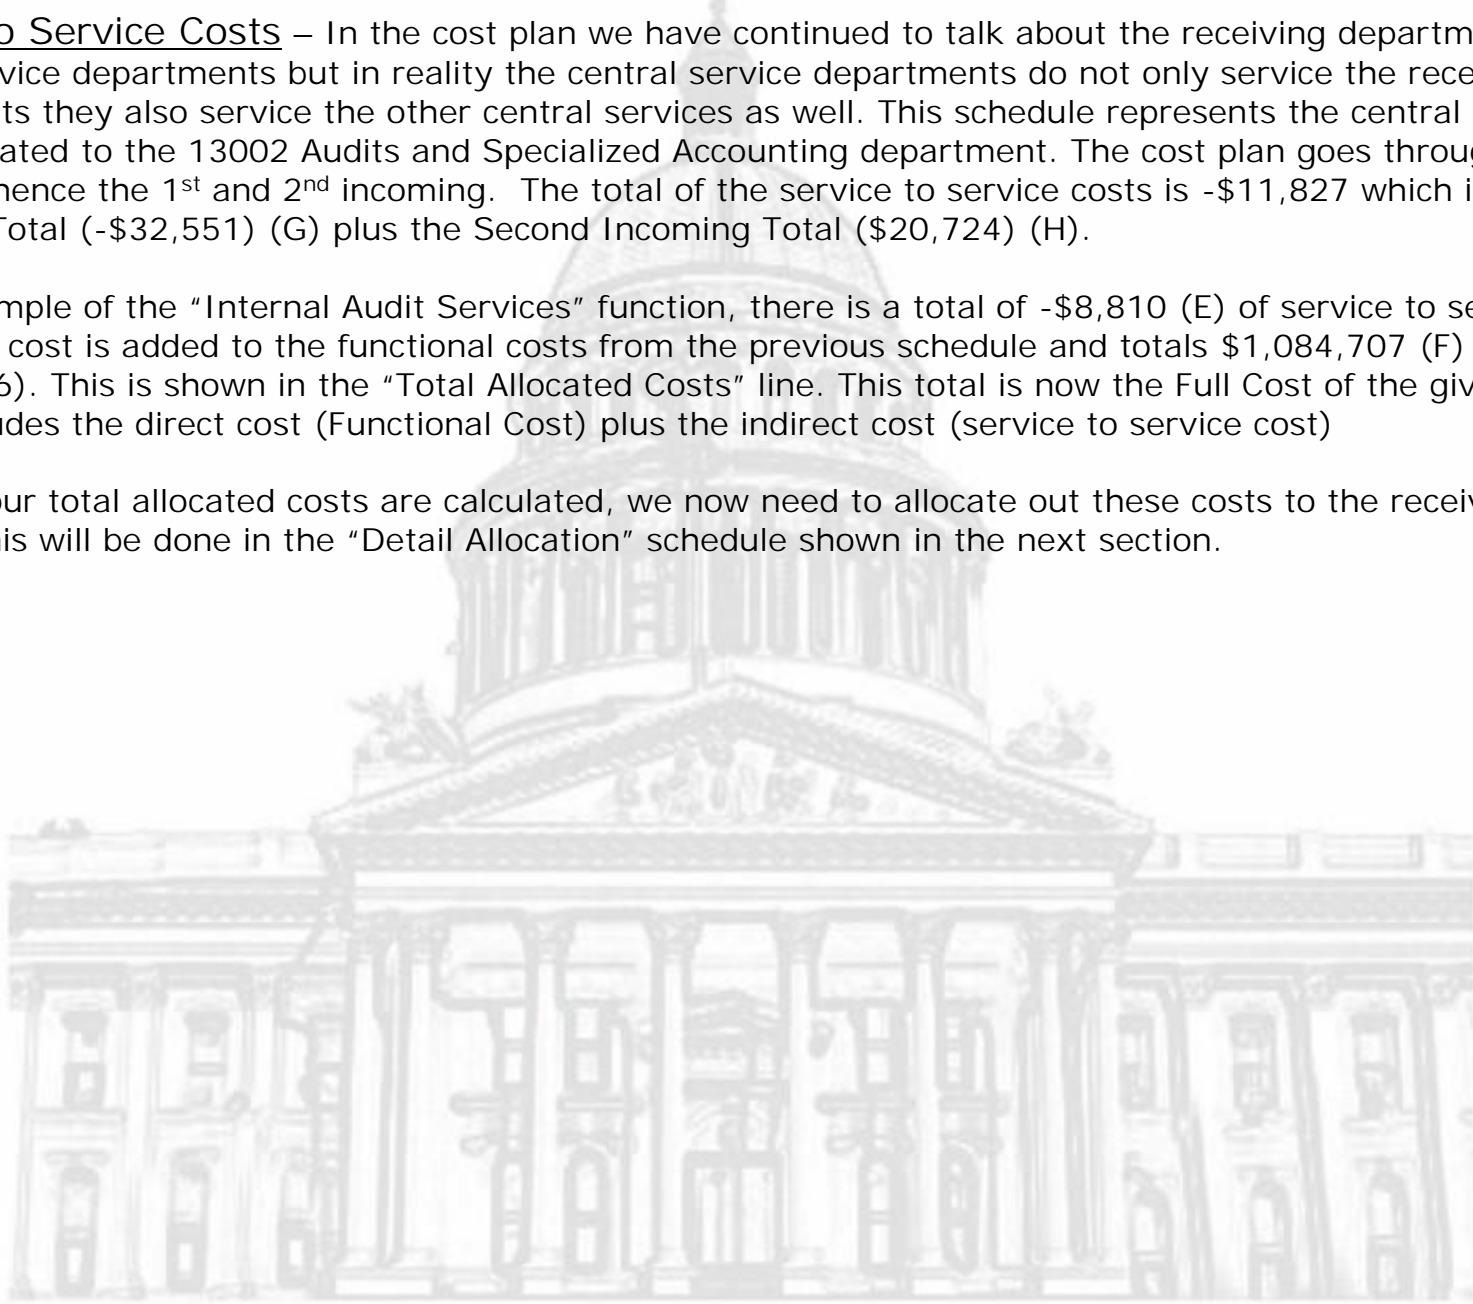 o Service Costs – In the cost plan we have continued to talk about the receiving departm
vice departments but in reality the central service departments do not only service the rece
ts they also service the other central services as well. This schedule represents the central
ated to the 13002 Audits and Specialized Accounting department. The cost plan goes throug
hence the 1st and 2nd incoming. The total of the service to service costs is -$11,827 which i
Total (-$32,551) (G) plus the Second Incoming Total ($20,724) (H).
mple of the “Internal Audit Services” function, there is a total of -$8,810 (E) of service to se
cost is added to the functional costs from the previous schedule and totals $1,084,707 (F)
6). This is shown in the “Total Allocated Costs” line. This total is now the Full Cost of the giv
udes the direct cost (Functional Cost) plus the indirect cost (service to service cost)
our total allocated costs are calculated, we now need to allocate out these costs to the receiv
his will be done in the “Detail Allocation” schedule shown in the next section.